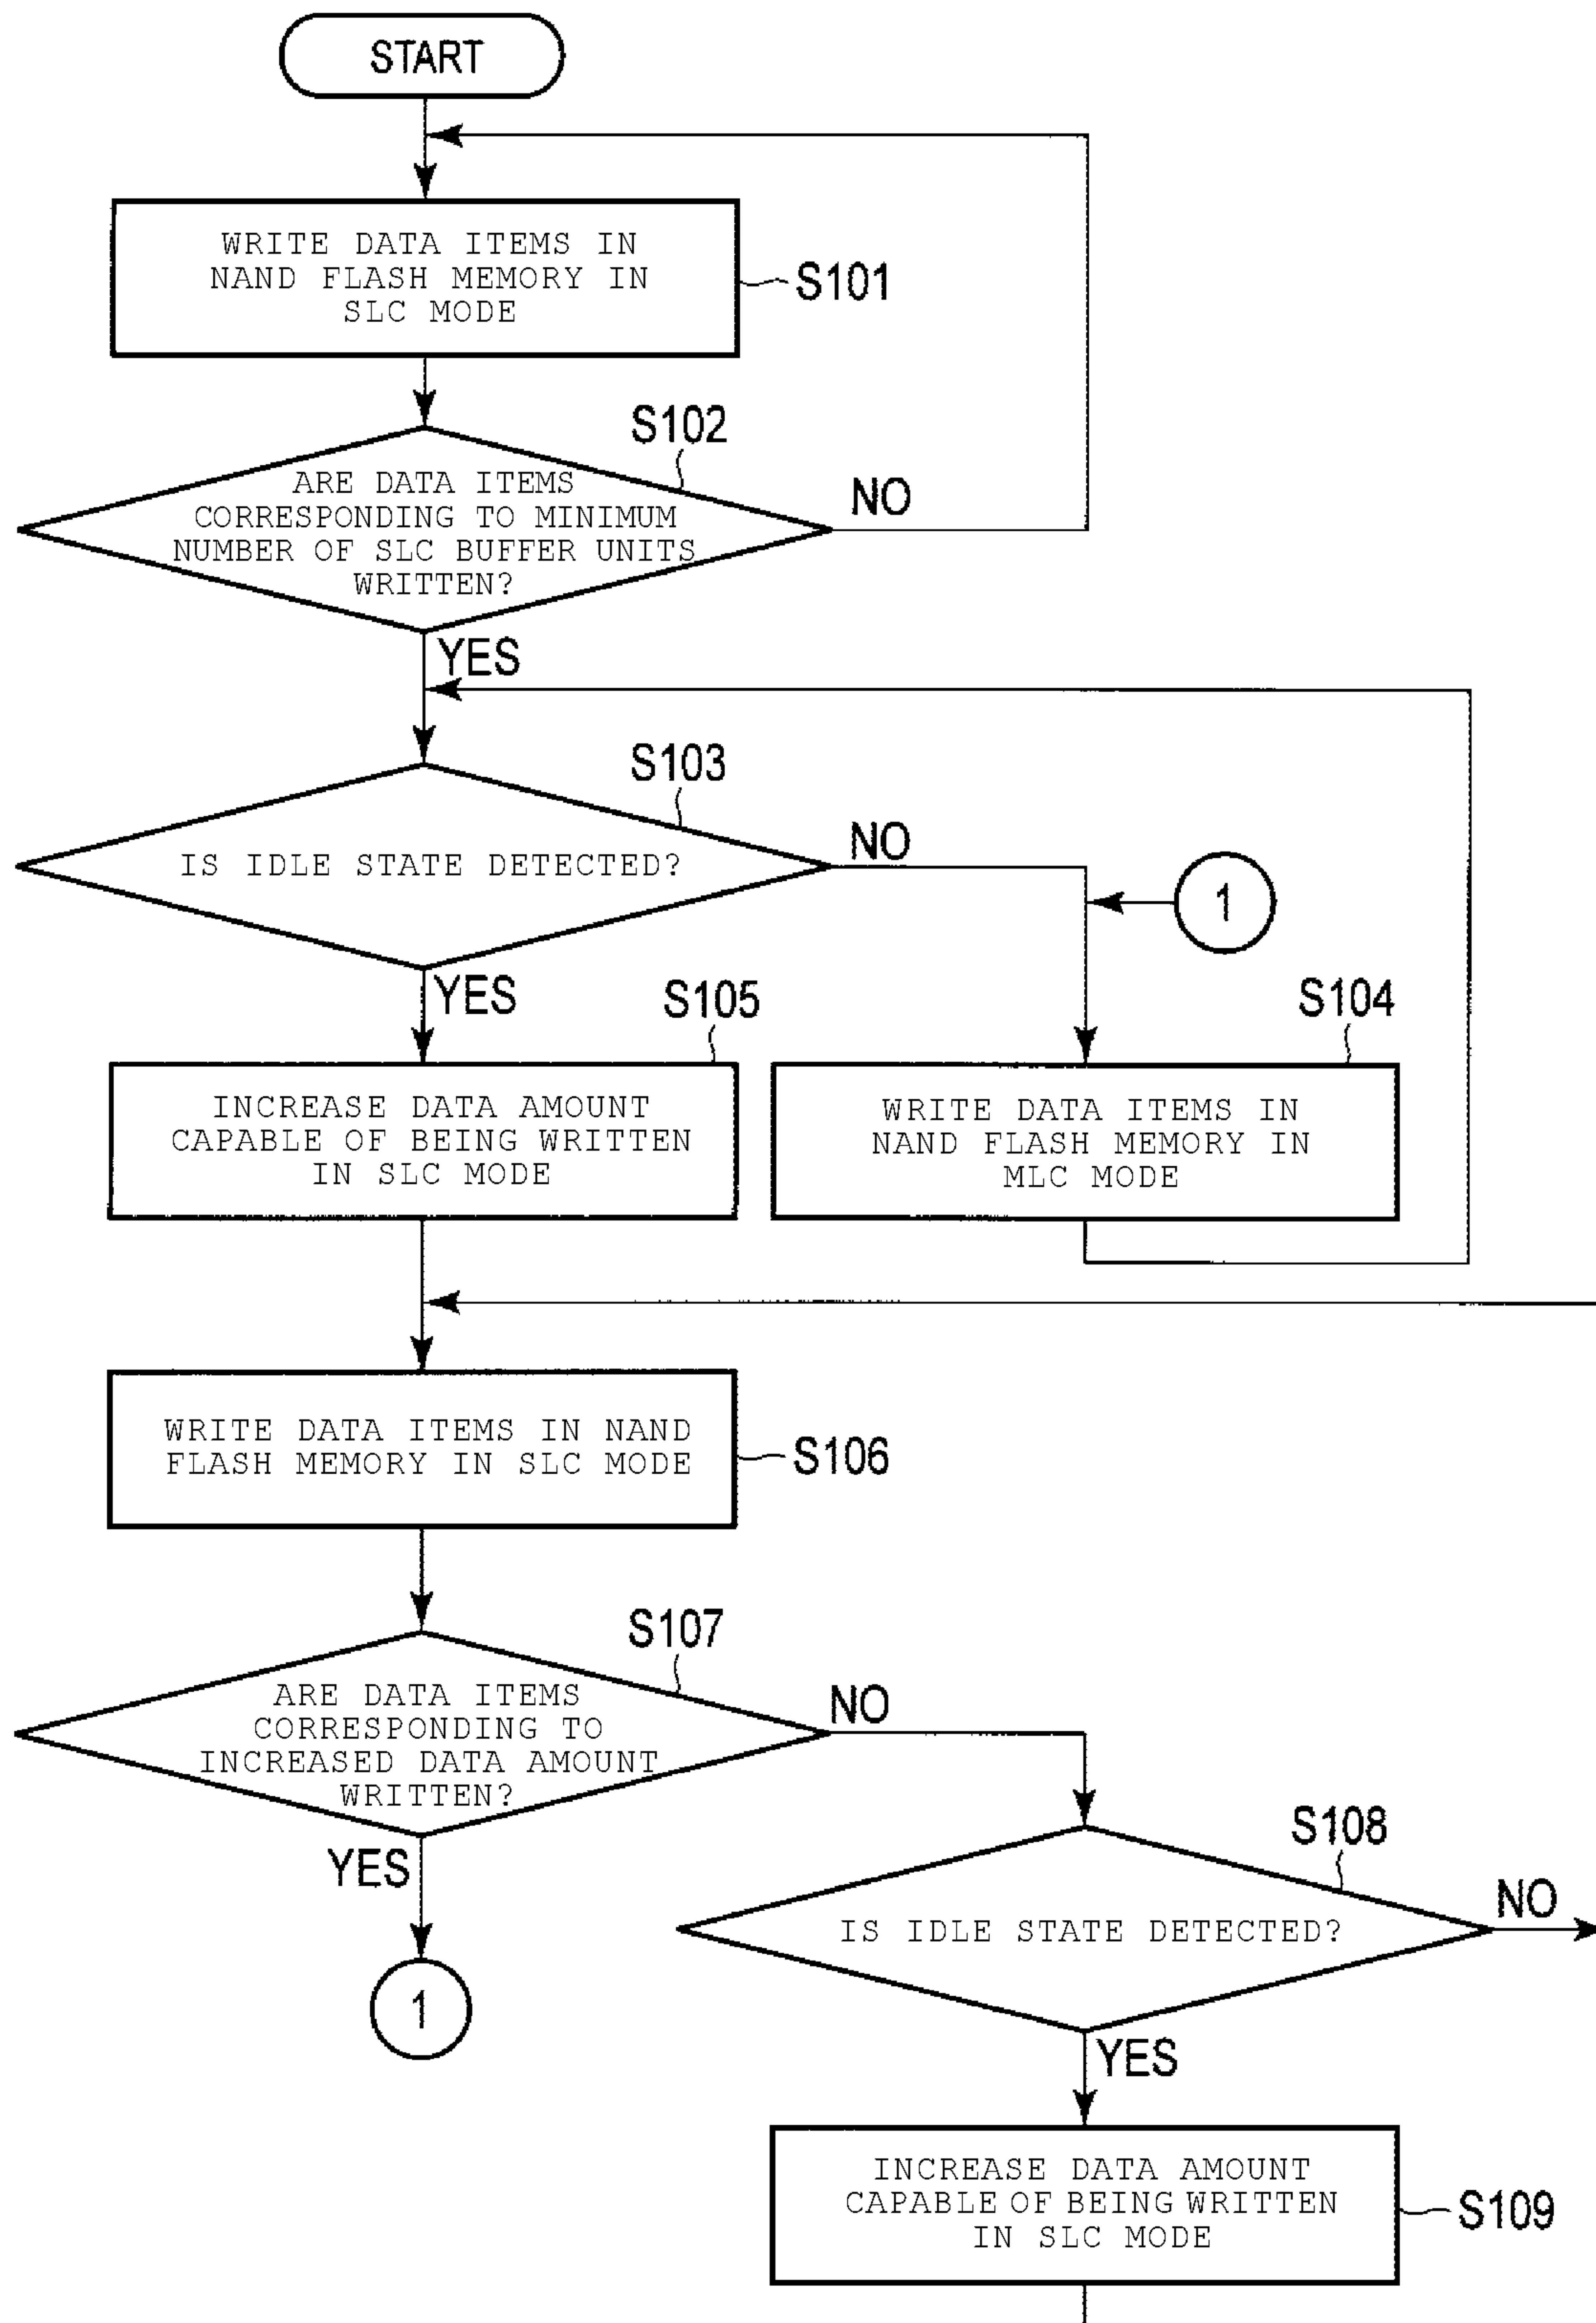 START
WRITE DATA ITEMS IN
NAND FLASH MEMORY IN
SLC MODE
S101
S102
ARE DATA ITEMS
CORRESPONDING TO MINIMUM
NUMBER OF SLC BUFFER UNITS
WRITTEN?
NO
YES
S103
IS IDLE STATE DETECTED?
NO
1
YES
S105
S104
INCREASE DATA AMOUNT
CAPABLE OF BEING WRITTEN
IN SLC MODE
WRITE DATA ITEMS IN
NAND FLASH MEMORY IN
MLC MODE
WRITE DATA ITEMS IN NAND
FLASH MEMORY IN SLC MODE
S106
S107
ARE DATA ITEMS
CORRESPONDING TO
INCREASED DATA AMOUNT
WRITTEN?
NO
YES
1
S108
IS IDLE STATE DETECTED?
NO
YES
INCREASE DATA AMOUNT
CAPABLE OF BEING WRITTEN
IN SLC MODE
S109